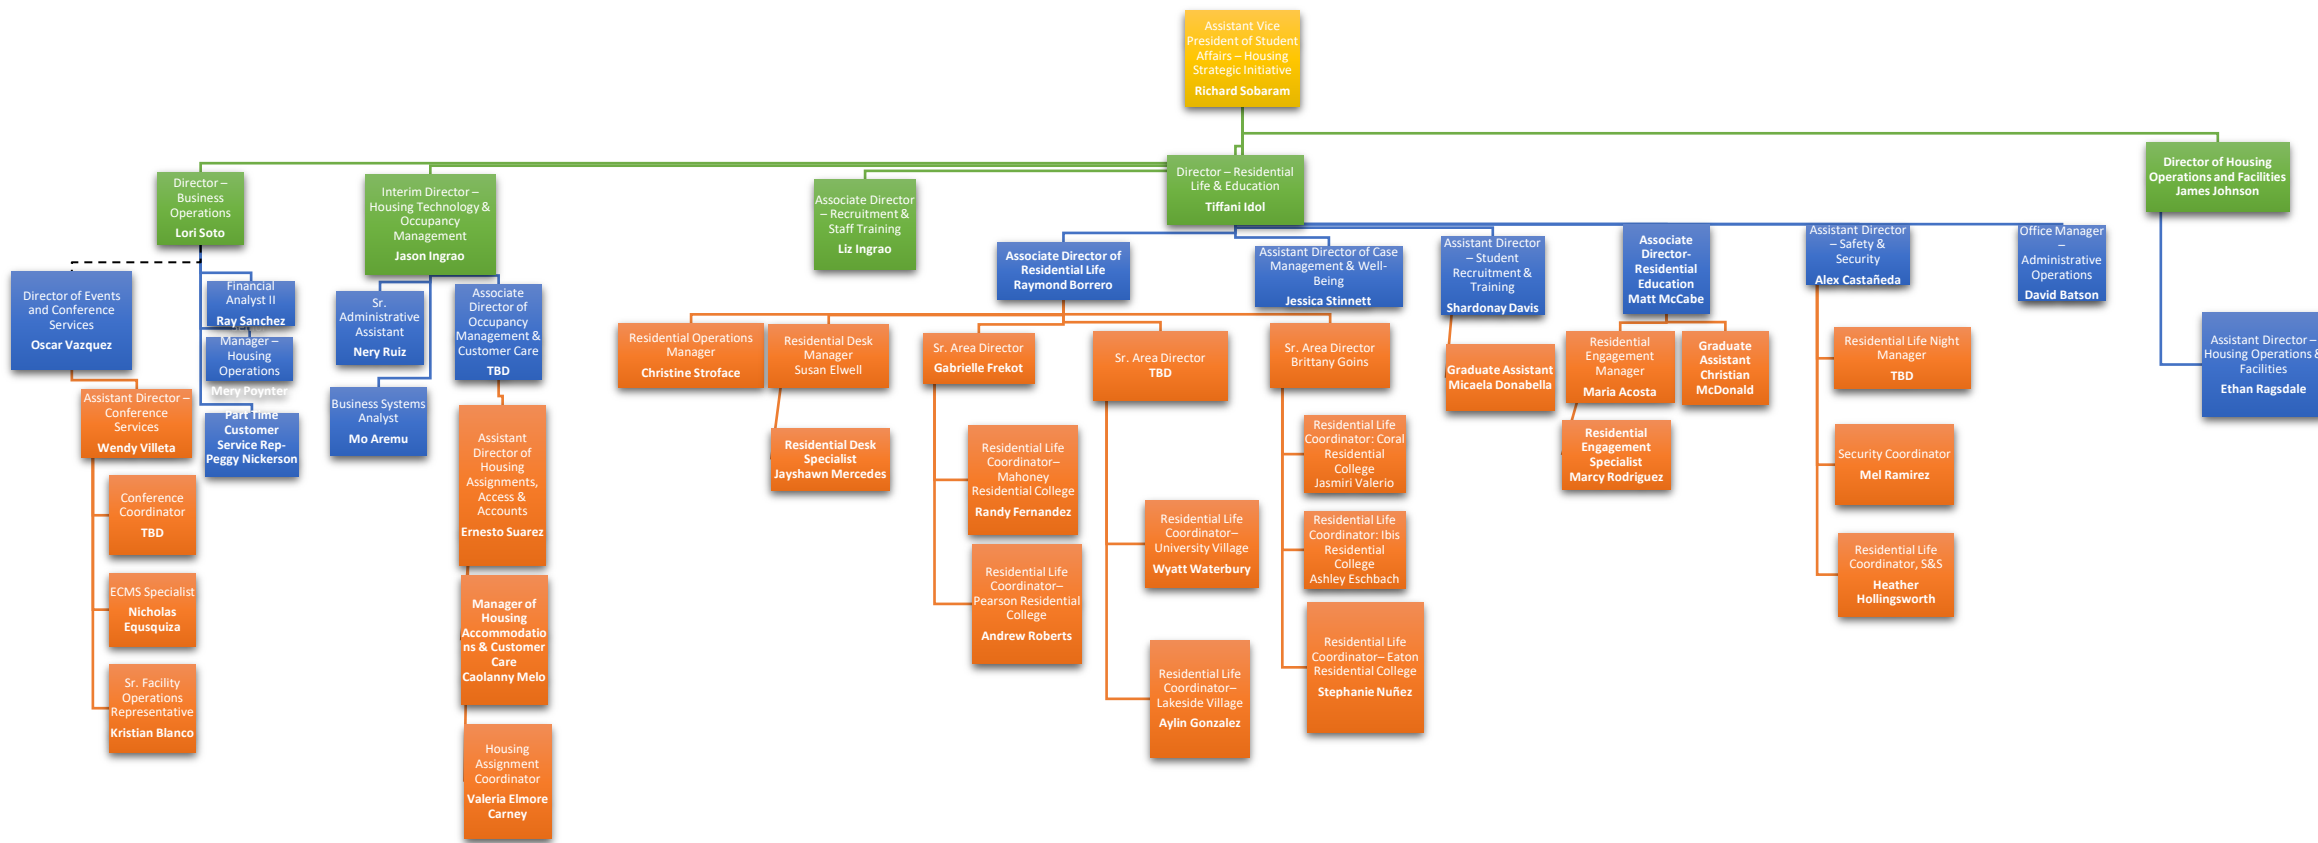 Assistant Vice
President of Student
Affairs – Housing
Strategic Initiative
Richard Sobaram
Director –
Business
Operations
Lori Soto
Interim Director –
Housing Technology &
Occupancy
Management
Jason Ingrao
Associate Director
– Recruitment &
Staff Training
Liz Ingrao
Director – Residential
Life & Education
Tiffani Idol
Director of Housing
Operations and Facilities
James Johnson
Director of Events
and Conference
Services
Oscar Vazquez
Financial
Analyst II
Ray Sanchez
Manager –
Housing
Operations
Mery Poynter
Part Time
Customer
Service Rep-
Peggy Nickerson
Sr.
Administrative
Assistant
Nery Ruiz
Business Systems
Analyst
Mo Aremu
Associate
Director of
Occupancy
Management &
Customer Care
TBD
Associate Director of
Residential Life
Raymond Borrero
Assistant Director of Case
Management & Well-
Being
Jessica Stinnett
Assistant Director
– Student
Recruitment &
Training
Shardonay Davis
Associate
Director-
Residential
Education
Matt McCabe
Assistant Director
– Safety &
Security
Alex Castañeda
Office Manager
–
Administrative
Operations
David Batson
Assistant Director –
Housing Operations &
Facilities
Ethan Ragsdale
Assistant Director –
Conference
Services
Wendy Villeta
Conference
Coordinator
TBD
ECMS Specialist
Nicholas
Equsquiza
Sr. Facility
Operations
Representative
Kristian Blanco
Assistant
Director of
Housing
Assignments,
Access &
Accounts
Ernesto Suarez
Manager of
Housing
Accommodatio
ns & Customer
Care
Caolanny Melo
Housing
Assignment
Coordinator
Valeria Elmore
Carney
Residential Operations
Manager
Christine Stroface
Residential Desk
Manager
Susan Elwell
Residential Desk
Specialist
Jayshawn Mercedes
Sr. Area Director
Gabrielle Frekot
Residential Life
Coordinator–
Mahoney
Residential College
Randy Fernandez
Residential Life
Coordinator–
Pearson Residential
College
Andrew Roberts
Sr. Area Director
TBD
Residential Life
Coordinator–
University Village
Wyatt Waterbury
Residential Life
Coordinator–
Lakeside Village
Aylin Gonzalez
Sr. Area Director
Brittany Goins
Residential Life
Coordinator: Coral
Residential
College
Jasmiri Valerio
Residential Life
Coordinator: Ibis
Residential
College
Ashley Eschbach
Residential Life
Coordinator– Eaton
Residential College
Stephanie Nuñez
Graduate Assistant
Micaela Donabella
Residential
Engagement
Manager
Maria Acosta
Residential
Engagement
Specialist
Marcy Rodriguez
Graduate
Assistant
Christian
McDonald
Residential Life Night
Manager
TBD
Security Coordinator
Mel Ramirez
Residential Life
Coordinator, S&S
Heather
Hollingsworth